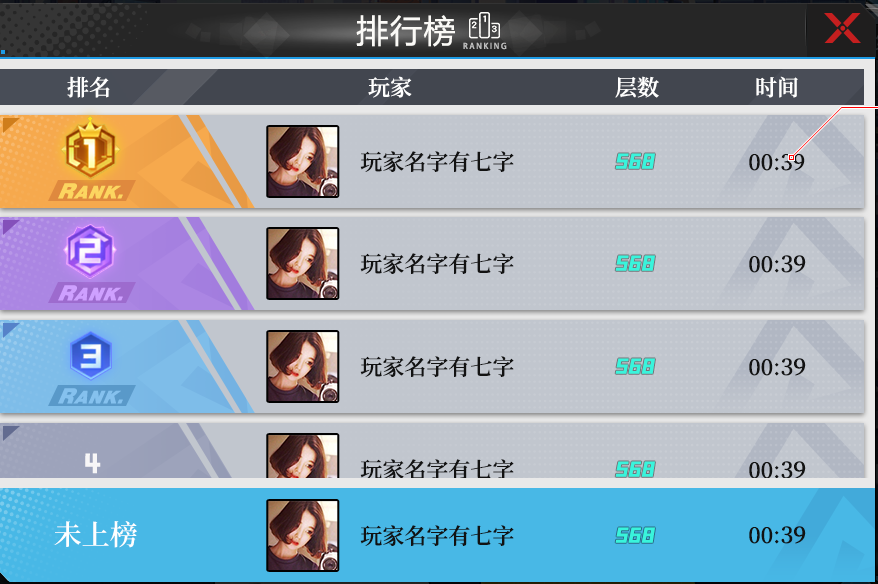 排行榜
2 1 3
RANKING
排名 玩家 层数 时间
1 RANK. 玩家名字有七字 568 00:39
2 RANK. 玩家名字有七字 568 00:39
3 RANK. 玩家名字有七字 568 00:39
4 玩家名字有七字 568 00:39
未上榜 玩家名字有七字 568 00:39